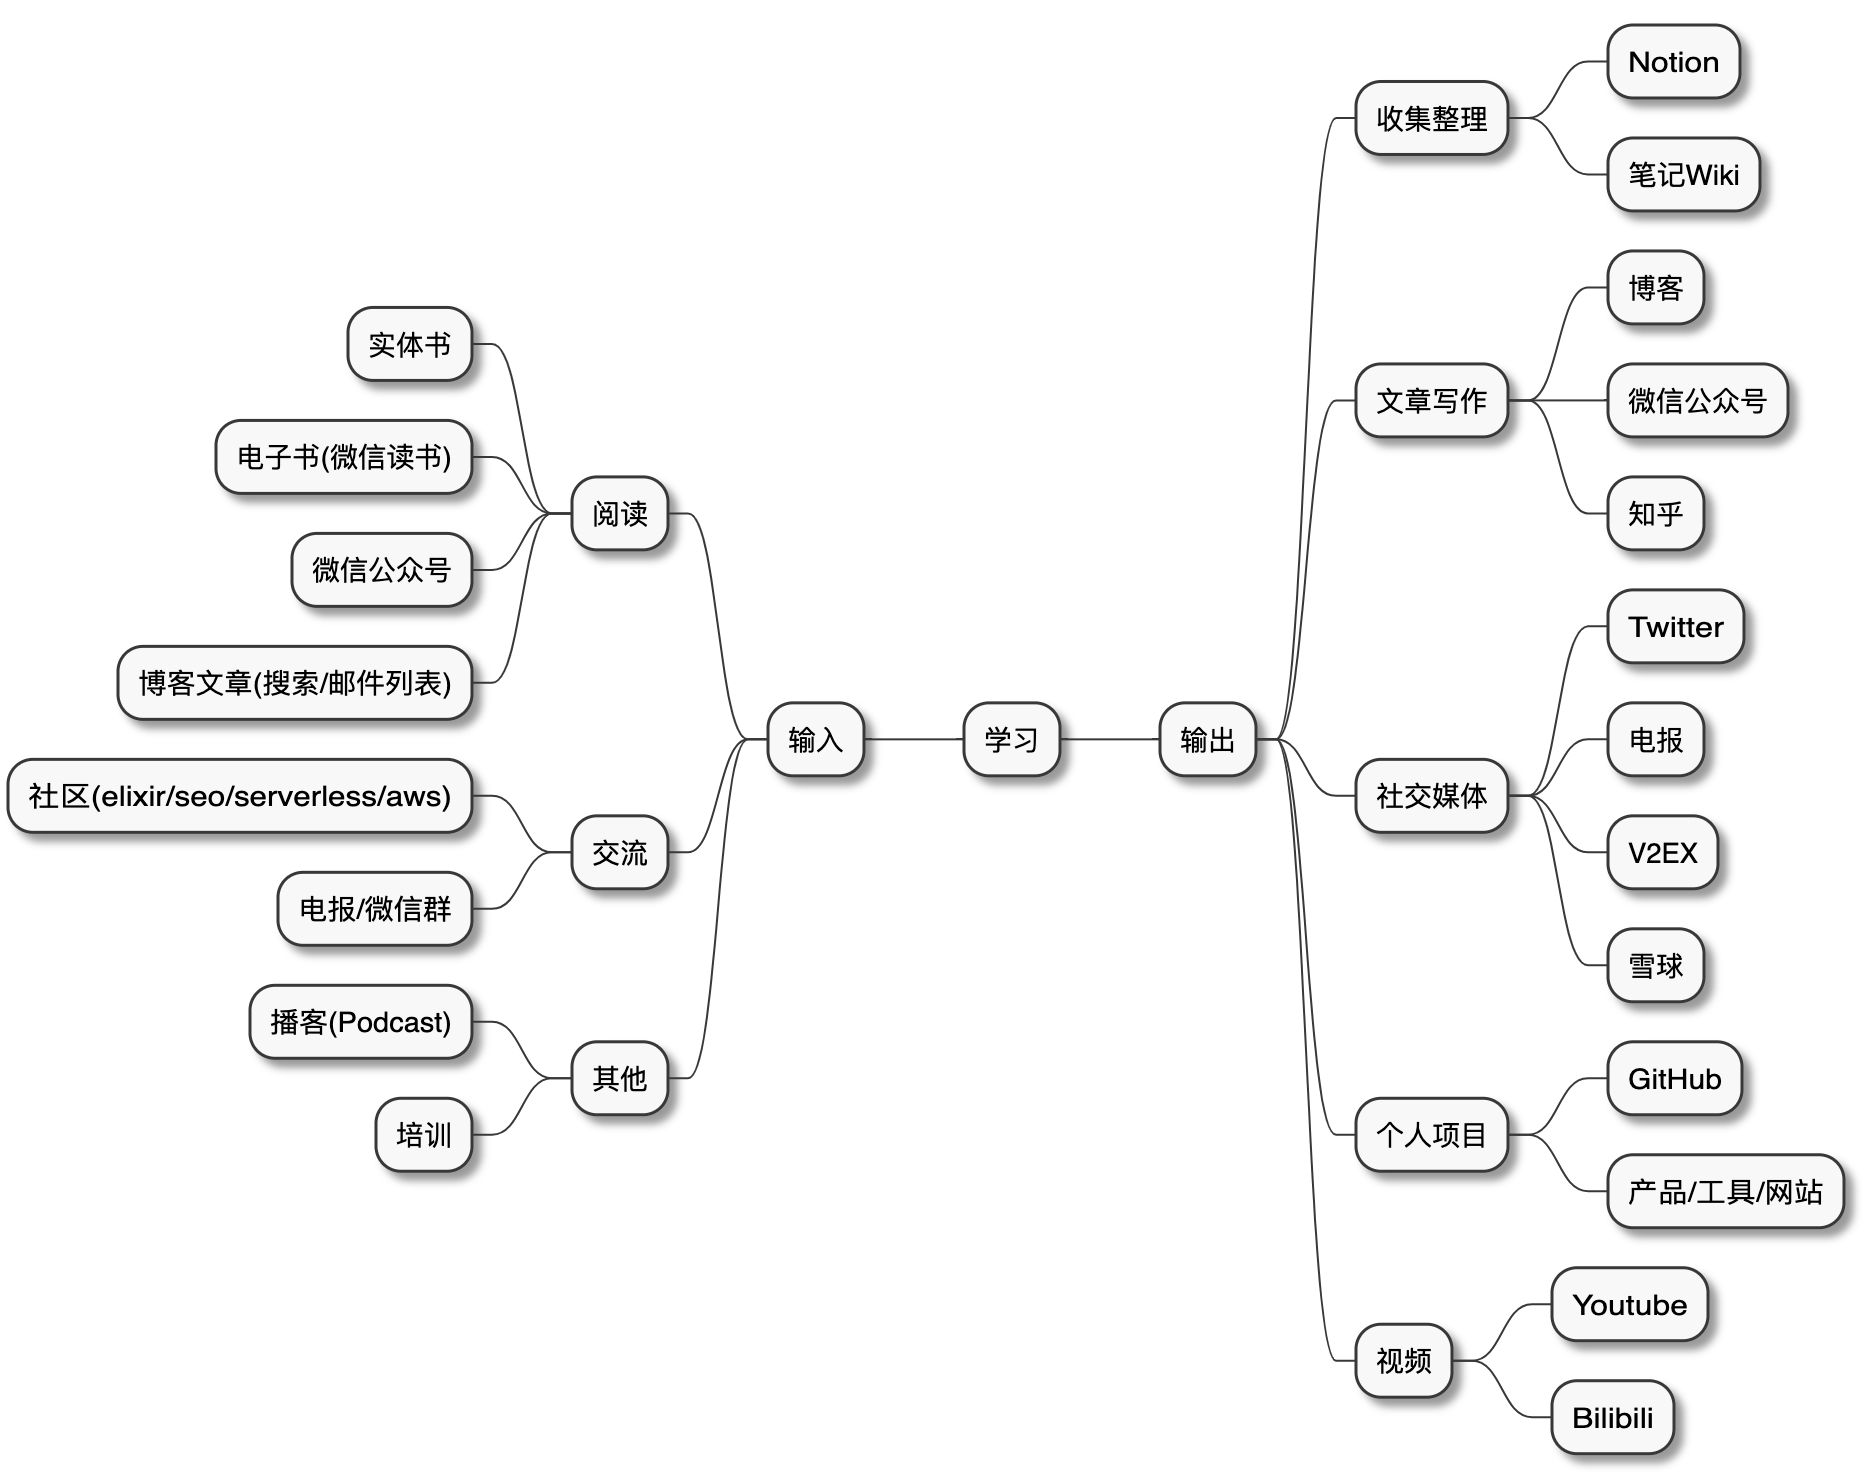 学习
输入
阅读
实体书
电子书(微信读书)
微信公众号
博客文章(搜索/邮件列表)
交流
社区(elixir/seo/serverless/aws)
电报/微信群
其他
播客(Podcast)
培训
输出
收集整理
Notion
笔记Wiki
文章写作
博客
微信公众号
知乎
社交媒体
Twitter
电报
V2EX
雪球
个人项目
GitHub
产品/工具/网站
视频
Youtube
Bilibili